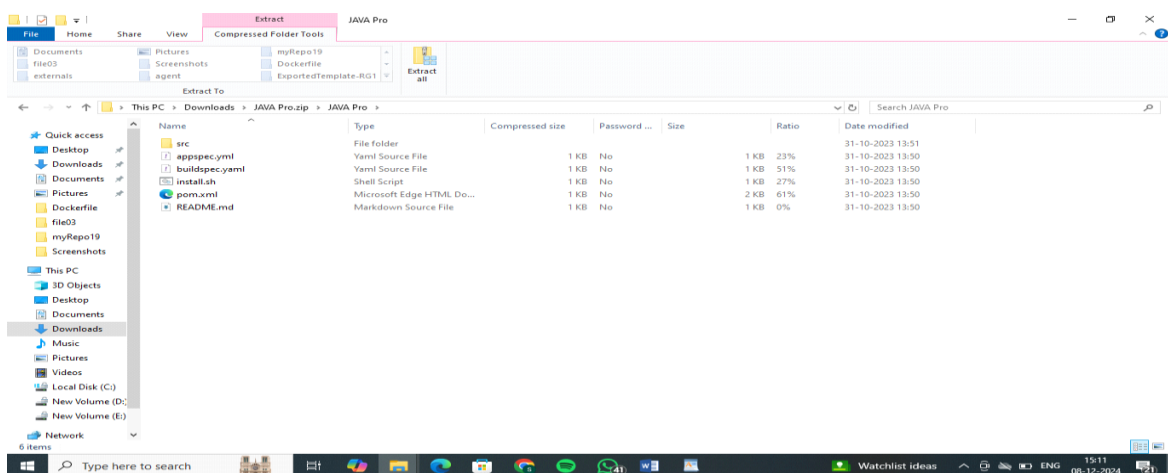 Extract JAVA Pro
File Home Share View Compressed Folder Tools
Documents Pictures myRepo19
file03 Screenshots Dockerfile
externals agent ExportedTemplate-RG1
Extract all
Extract To
This PC > Downloads > JAVA Pro.zip > JAVA Pro > Search JAVA Pro
Name Type Compressed size Password ... Size Ratio Date modified
src File folder 31-10-2023 13:51
appspec.yml Yaml Source File 1 KB No 1 KB 23% 31-10-2023 13:50
buildspec.yaml Yaml Source File 1 KB No 1 KB 51% 31-10-2023 13:50
install.sh Shell Script 1 KB No 1 KB 27% 31-10-2023 13:50
pom.xml Microsoft Edge HTML Do... 1 KB No 2 KB 61% 31-10-2023 13:50
README.md Markdown Source File 1 KB No 1 KB 0% 31-10-2023 13:50
Quick access
Desktop
Downloads
Documents
Pictures
Dockerfile
file03
myRepo19
Screenshots
This PC
3D Objects
Desktop
Documents
Downloads
Music
Pictures
Videos
Local Disk (C:)
New Volume (D:)
New Volume (E:)
Network
6 items
Type here to search 41 Watchlist ideas ENG 15:11
08-12-2024 21